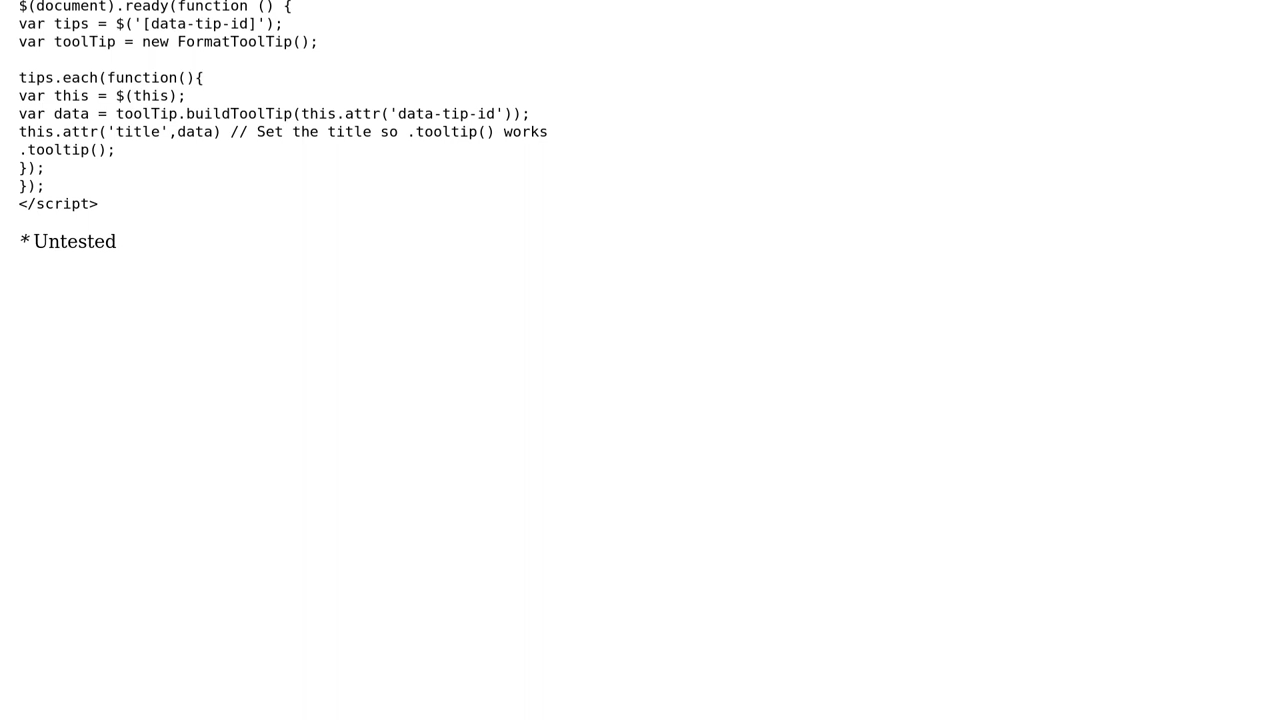 $(document).ready(function () {
var tips = $('[data-tip-id]');
var toolTip = new FormatToolTip();

tips.each(function(){
var this = $(this);
var data = toolTip.buildToolTip(this.attr('data-tip-id'));
this.attr('title',data) // Set the title so .tooltip() works
.tooltip();
});
});
</script>

* Untested